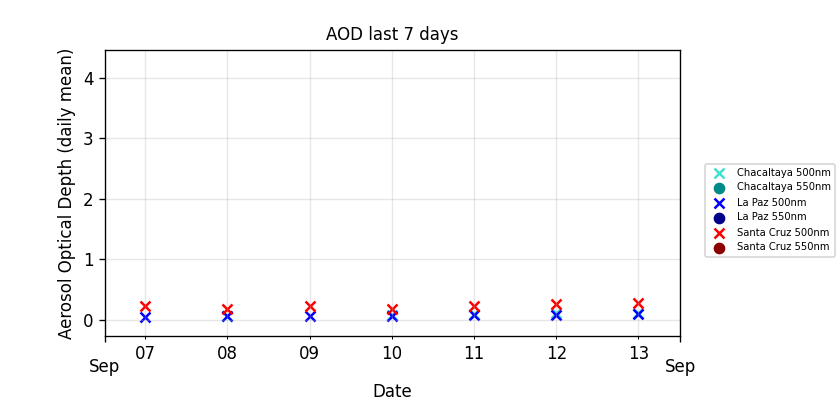 AOD last 7 days
Aerosol Optical Depth (daily mean)
4
3
2
1
0
07 08 09 10 11 12 13
Sep Sep
Date
Chacaltaya 500nm
Chacaltaya 550nm
La Paz 500nm
La Paz 550nm
Santa Cruz 500nm
Santa Cruz 550nm